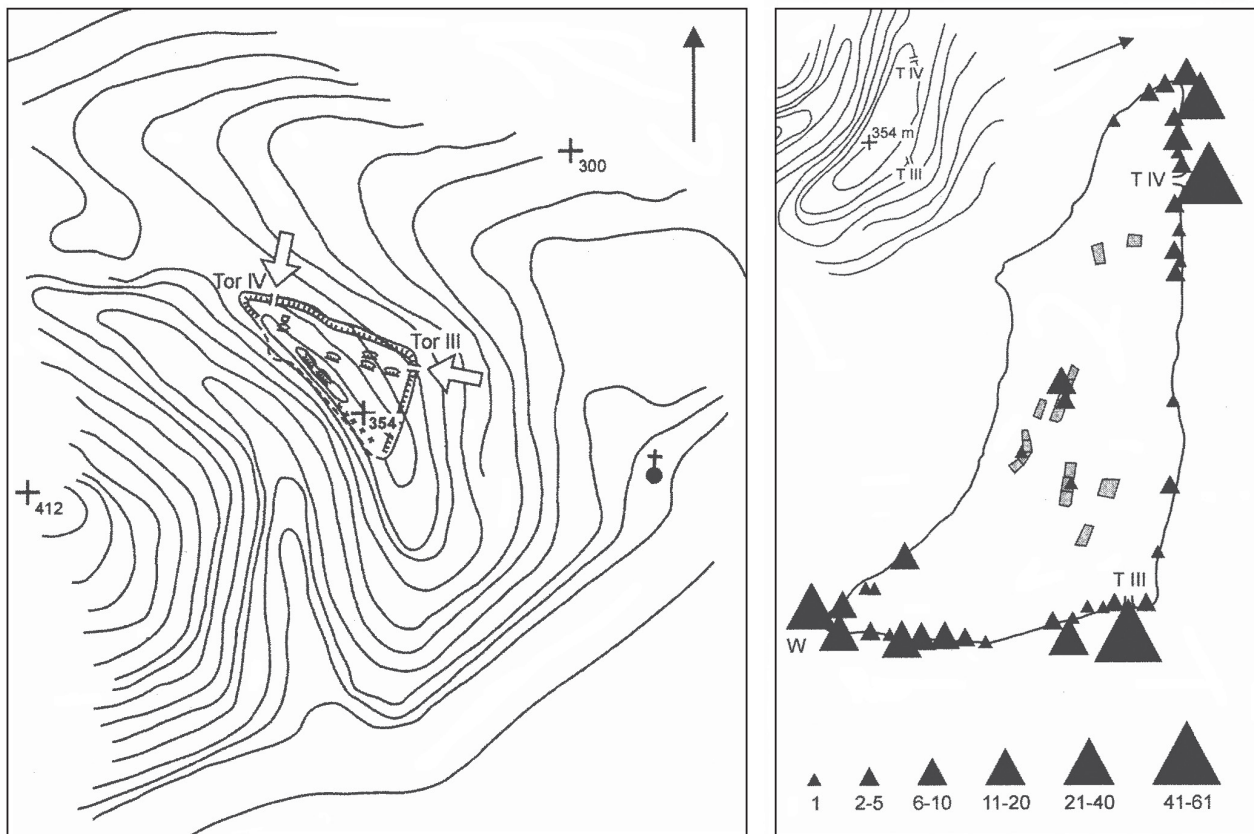 300
Tor IV
Tor III
354
412
T IV
354 m
T III
T IV
T III
W
1 2-5 6-10 11-20 21-40 41-61